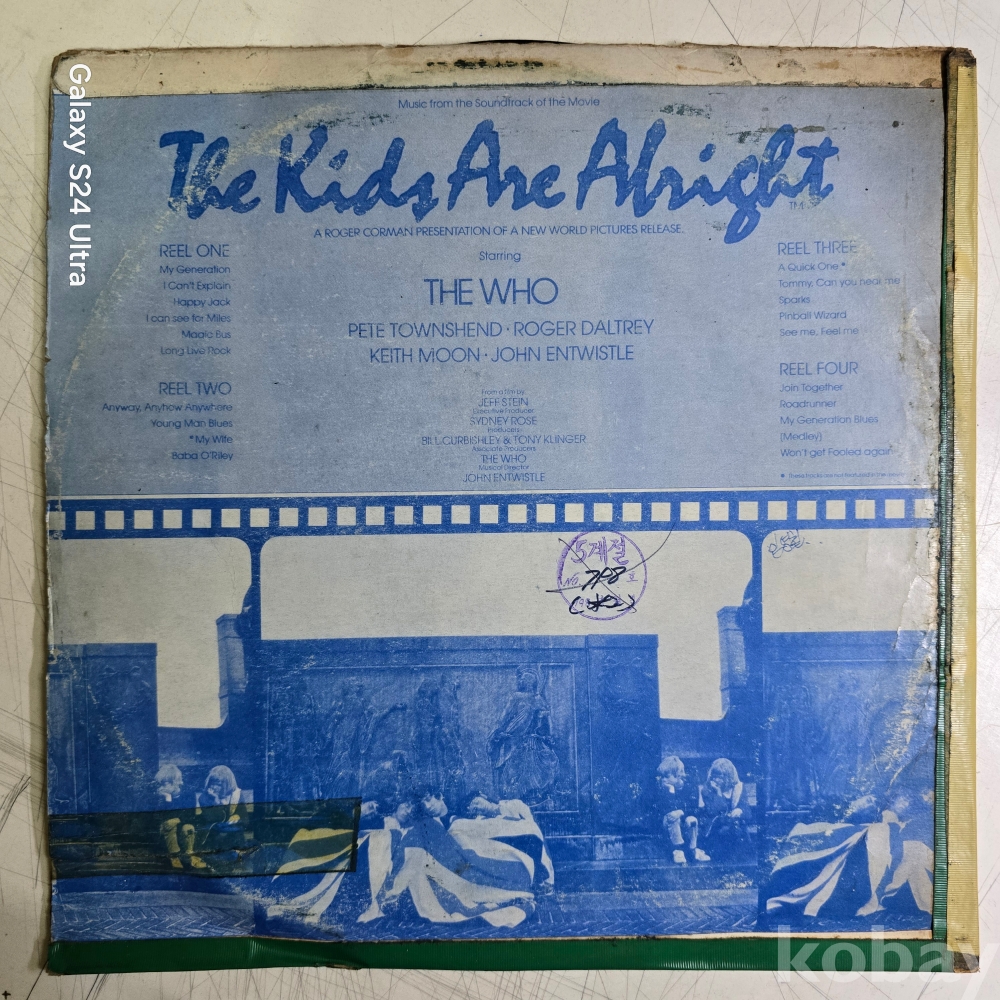 Galaxy S24 Ultra
Music from the Soundtrack of the Movie
The Kids Are Alright
TM
A ROGER CORMAN PRESENTATION OF A NEW WORLD PICTURES RELEASE.
Starring
THE WHO
PETE TOWNSHEND · ROGER DALTREY
KEITH MOON · JOHN ENTWISTLE
From a film by
JEFF STEIN
Executive Producer
SYDNEY ROSE
Producers
BILL CURBISHLEY & TONY KLINGER
Associate Producers
THE WHO
Musical Director
JOHN ENTWISTLE
REEL ONE
My Generation
I Can't Explain
Happy Jack
I can see for Miles
Magic Bus
Long Live Rock
REEL TWO
Anyway, Anyhow Anywhere
Young Man Blues
*My Wife
Baba O'Riley
REEL THREE
A Quick One *
Tommy, Can you hear me
Sparks
Pinball Wizard
See me, Feel me
REEL FOUR
Join Together
Roadrunner
My Generation Blues
(Medley)
Won't get Fooled again
5계절
NO.
호
kobay